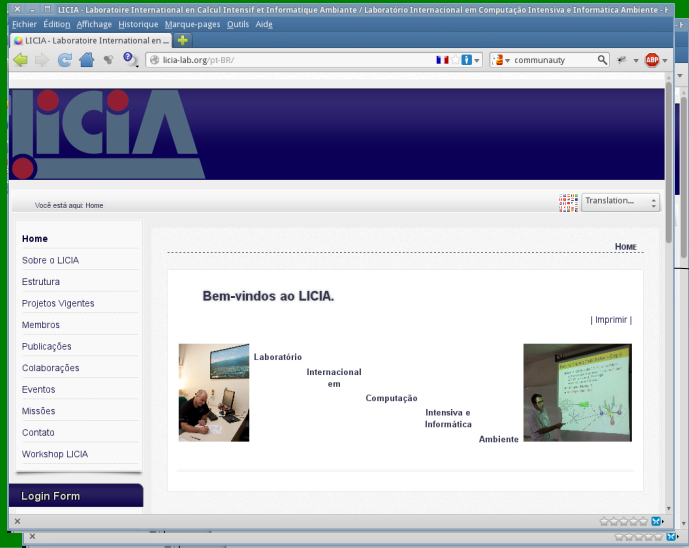 LICIA - Laboratoire International en Calcul Intensif et Informatique Ambiante / Laboratório Internacional em Computação Intensiva e Informática Ambiente -
Fichier Édition Affichage Historique Marque-pages Outils Aide
LICIA - Laboratoire International en ...
licia-lab.org/pt-BR/
communauty
ABP
liciA
Você está aqui: Home
Translation...
Home
Sobre o LICIA
Estrutura
Projetos Vigentes
Membros
Publicações
Colaborações
Eventos
Missões
Contato
Workshop LICIA
Login Form
HOME
Bem-vindos ao LICIA.
| Imprimir |
Laboratório
Internacional
em
Computação
Intensiva e
Informática
Ambiente